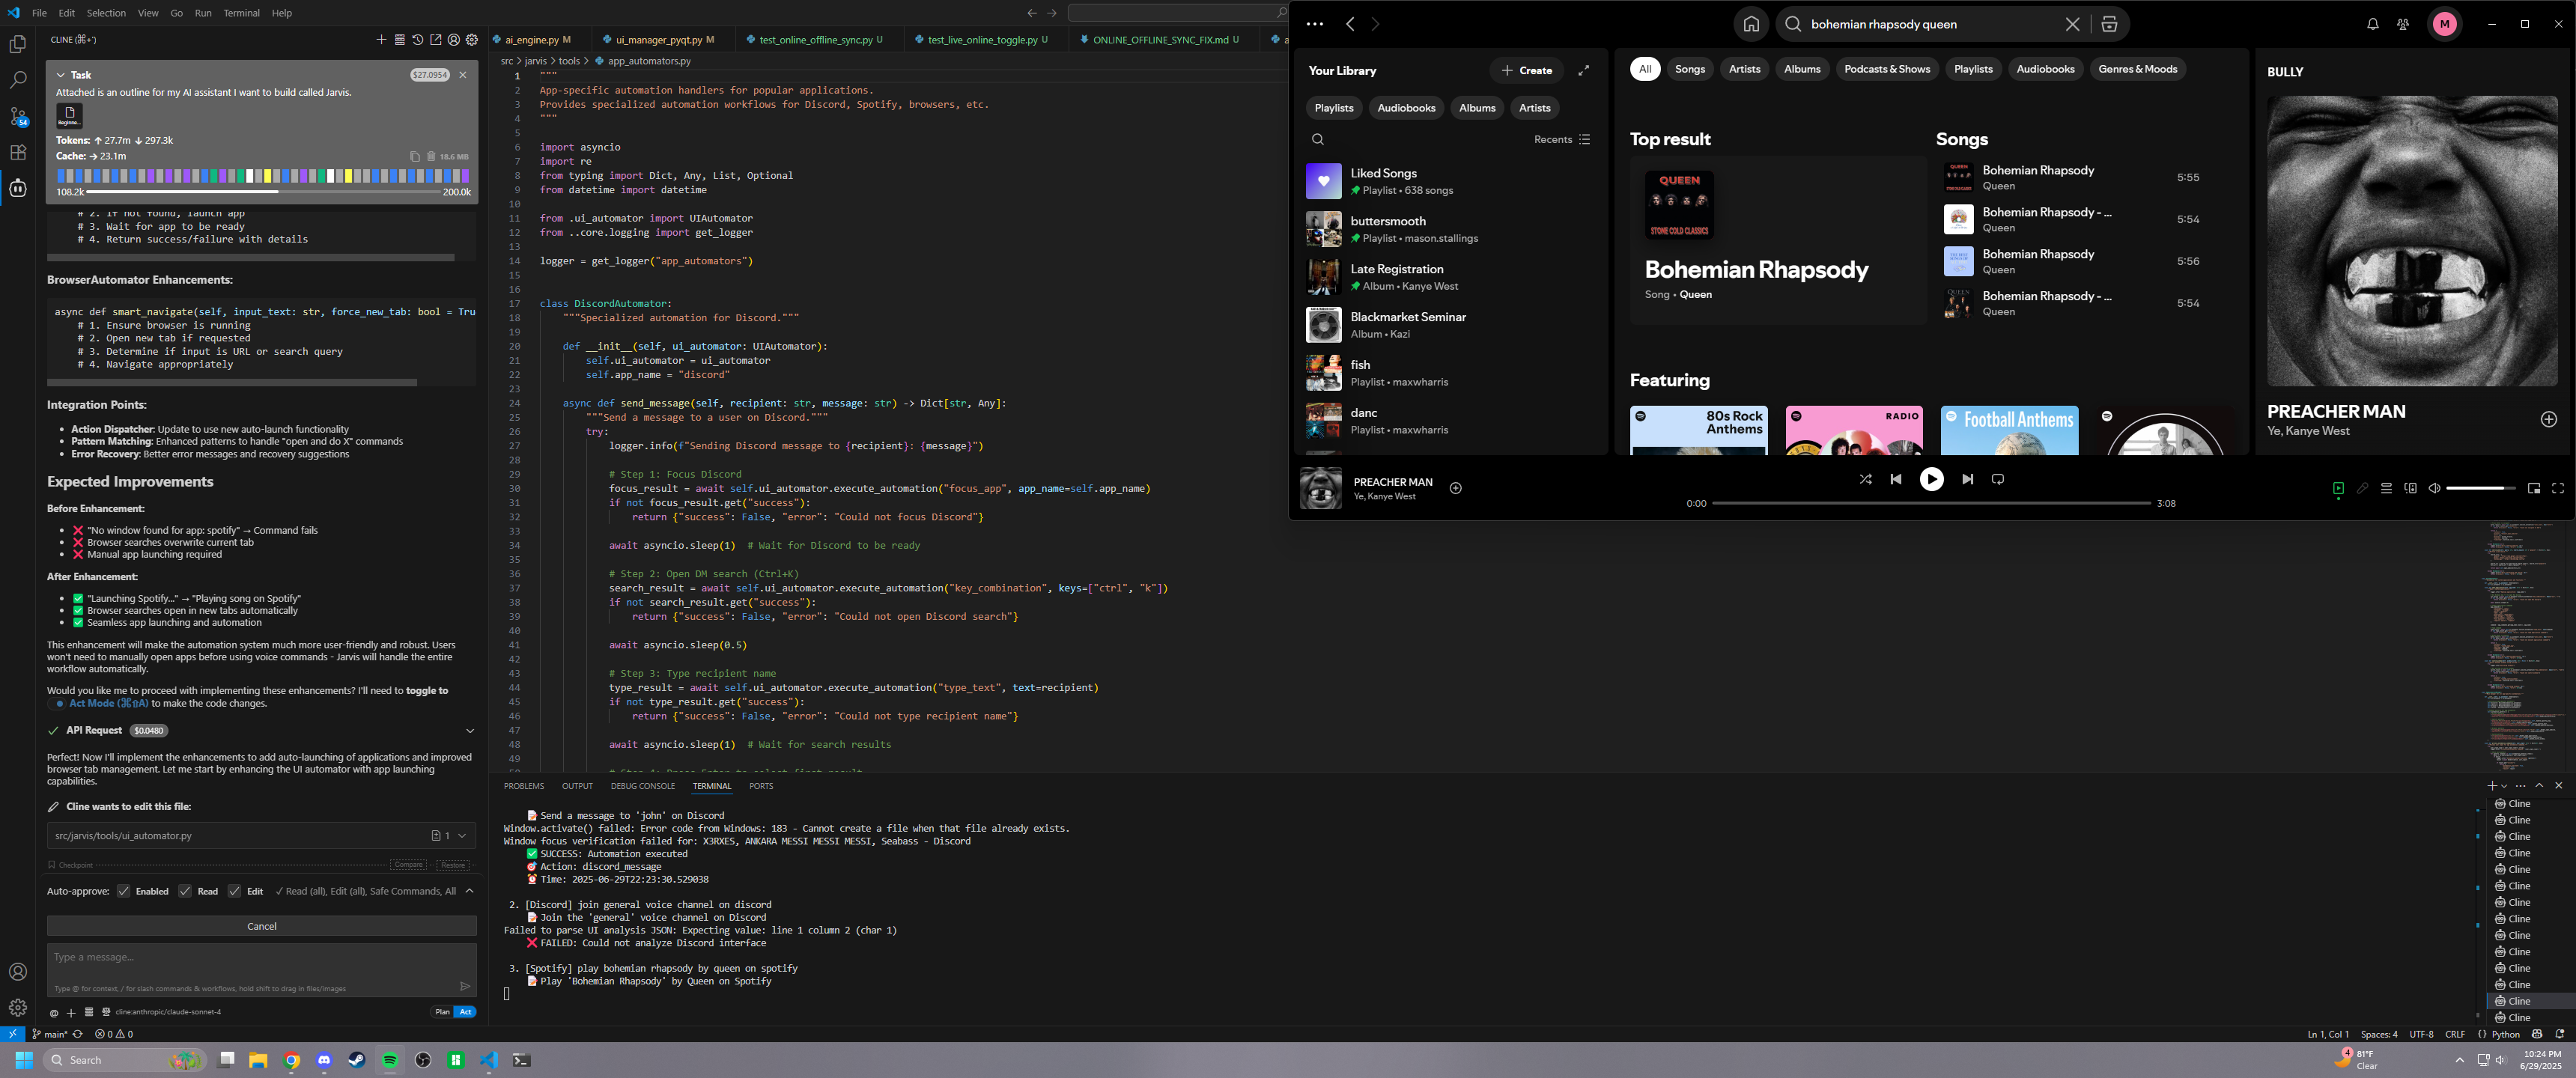 File Edit Selection View Go Run Terminal Help
CLINE (⌘+')
Task
$27.0954
Attached is an outline for my AI assistant I want to build called Jarvis.
Beginne...
Tokens: ↑ 27.7m ↓ 297.3k
Cache: → 23.1m
18.6 MB
108.2k
200.0k
# 2. If not found, launch app
# 3. Wait for app to be ready
# 4. Return success/failure with details
BrowserAutomator Enhancements:
async def smart_navigate(self, input_text: str, force_new_tab: bool = Tru
# 1. Ensure browser is running
# 2. Open new tab if requested
# 3. Determine if input is URL or search query
# 4. Navigate appropriately
Integration Points:
• Action Dispatcher: Update to use new auto-launch functionality
• Pattern Matching: Enhanced patterns to handle "open and do X" commands
• Error Recovery: Better error messages and recovery suggestions
Expected Improvements
Before Enhancement:
• ❌ "No window found for app: spotify" → Command fails
• ❌ Browser searches overwrite current tab
• ❌ Manual app launching required
After Enhancement:
• ✅ "Launching Spotify..." → "Playing song on Spotify"
• ✅ Browser searches open in new tabs automatically
• ✅ Seamless app launching and automation
This enhancement will make the automation system much more user-friendly and robust. Users
won't need to manually open apps before using voice commands - Jarvis will handle the entire
workflow automatically.
Would you like me to proceed with implementing these enhancements? I'll need to toggle to
Act Mode (⌘⇧A) to make the code changes.
API Request $0.0480
Perfect! Now I'll implement the enhancements to add auto-launching of applications and improved
browser tab management. Let me start by enhancing the UI automator with app launching
capabilities.
Cline wants to edit this file:
src/jarvis/tools/ui_automator.py
1
Checkpoint
Compare
Restore
Auto-approve: Enabled Read Edit ✓ Read (all), Edit (all), Safe Commands, All
Cancel
Type a message...
Type @ for context, / for slash commands & workflows, hold shift to drag in files/images
@ + cline:anthropic/claude-sonnet-4
Plan Act
54
ai_engine.py M
ui_manager_pyqt.py M
test_online_offline_sync.py U
test_live_online_toggle.py U
ONLINE_OFFLINE_SYNC_FIX.md U
a
src > jarvis > tools > app_automators.py
1 """
2 App-specific automation handlers for popular applications.
3 Provides specialized automation workflows for Discord, Spotify, browsers, etc.
4 """
5
6 import asyncio
7 import re
8 from typing import Dict, Any, List, Optional
9 from datetime import datetime
10
11 from .ui_automator import UIAutomator
12 from ..core.logging import get_logger
13
14 logger = get_logger("app_automators")
15
16
17 class DiscordAutomator:
18 """Specialized automation for Discord."""
19
20 def __init__(self, ui_automator: UIAutomator):
21 self.ui_automator = ui_automator
22 self.app_name = "discord"
23
24 async def send_message(self, recipient: str, message: str) -> Dict[str, Any]:
25 """Send a message to a user on Discord."""
26 try:
27 logger.info(f"Sending Discord message to {recipient}: {message}")
28
29 # Step 1: Focus Discord
30 focus_result = await self.ui_automator.execute_automation("focus_app", app_name=self.app_name)
31 if not focus_result.get("success"):
32 return {"success": False, "error": "Could not focus Discord"}
33
34 await asyncio.sleep(1) # Wait for Discord to be ready
35
36 # Step 2: Open DM search (Ctrl+K)
37 search_result = await self.ui_automator.execute_automation("key_combination", keys=["ctrl", "k"])
38 if not search_result.get("success"):
39 return {"success": False, "error": "Could not open Discord search"}
40
41 await asyncio.sleep(0.5)
42
43 # Step 3: Type recipient name
44 type_result = await self.ui_automator.execute_automation("type_text", text=recipient)
45 if not type_result.get("success"):
46 return {"success": False, "error": "Could not type recipient name"}
47
48 await asyncio.sleep(1) # Wait for search results
49
50 # Step 4: Press Enter to select first result
PROBLEMS OUTPUT DEBUG CONSOLE TERMINAL PORTS
📝 Send a message to 'john' on Discord
Window.activate() failed: Error code from Windows: 183 - Cannot create a file when that file already exists.
Window focus verification failed for: X3RXES, ANKARA MESSI MESSI MESSI, Seabass - Discord
✅ SUCCESS: Automation executed
🎯 Action: discord_message
⏰ Time: 2025-06-29T22:23:30.529038
2. [Discord] join general voice channel on discord
📝 Join the 'general' voice channel on Discord
Failed to parse UI analysis JSON: Expecting value: line 1 column 2 (char 1)
❌ FAILED: Could not analyze Discord interface
3. [Spotify] play bohemian rhapsody by queen on spotify
📝 Play 'Bohemian Rhapsody' by Queen on Spotify
Cline
Cline
Cline
Cline
Cline
Cline
Cline
Cline
Cline
Cline
Cline
Cline
Cline
Cline
bohemian rhapsody queen
M
Your Library
Create
Playlists Audiobooks Albums Artists
Recents
Liked Songs
Playlist • 638 songs
buttersmooth
Playlist • mason.stallings
Late Registration
Album • Kanye West
Blackmarket Seminar
Album • Kazi
fish
Playlist • maxwharris
danc
Playlist • maxwharris
All Songs Artists Albums Podcasts & Shows Playlists Audiobooks Genres & Moods
Top result
QUEEN
STONE COLD CLASSICS
Bohemian Rhapsody
Song • Queen
Songs
Bohemian Rhapsody
Queen
5:55
Bohemian Rhapsody - ...
Queen
5:54
Bohemian Rhapsody
Queen
5:56
Bohemian Rhapsody - ...
Queen
5:54
Featuring
80s Rock
Anthems
RADIO
Football Anthems
BULLY
PREACHER MAN
Ye, Kanye West
PREACHER MAN
Ye, Kanye West
0:00
3:08
main*
0 0
Ln 1, Col 1 Spaces: 4 UTF-8 CRLF Python
Search
4
81°F
Clear
10:24 PM
6/29/2025